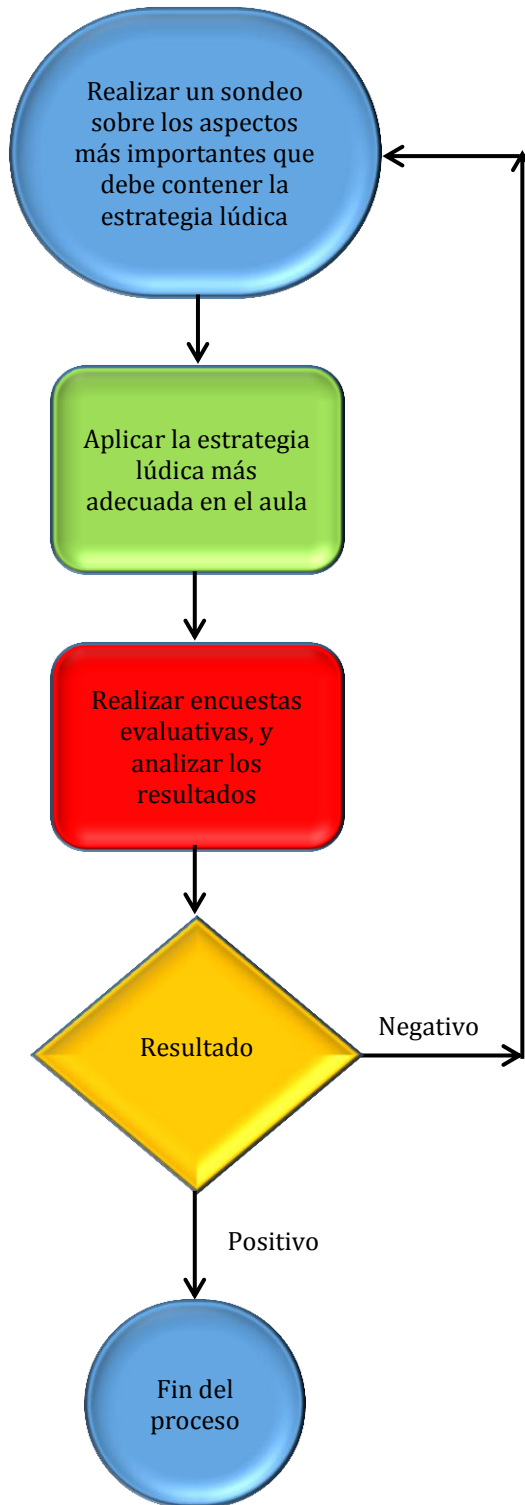 Realizar un sondeo
sobre los aspectos
más importantes que
debe contener la
estrategia lúdica
Aplicar la estrategia
lúdica más
adecuada en el aula
Realizar encuestas
evaluativas, y
analizar los
resultados
Resultado
Negativo
Positivo
Fin del
proceso